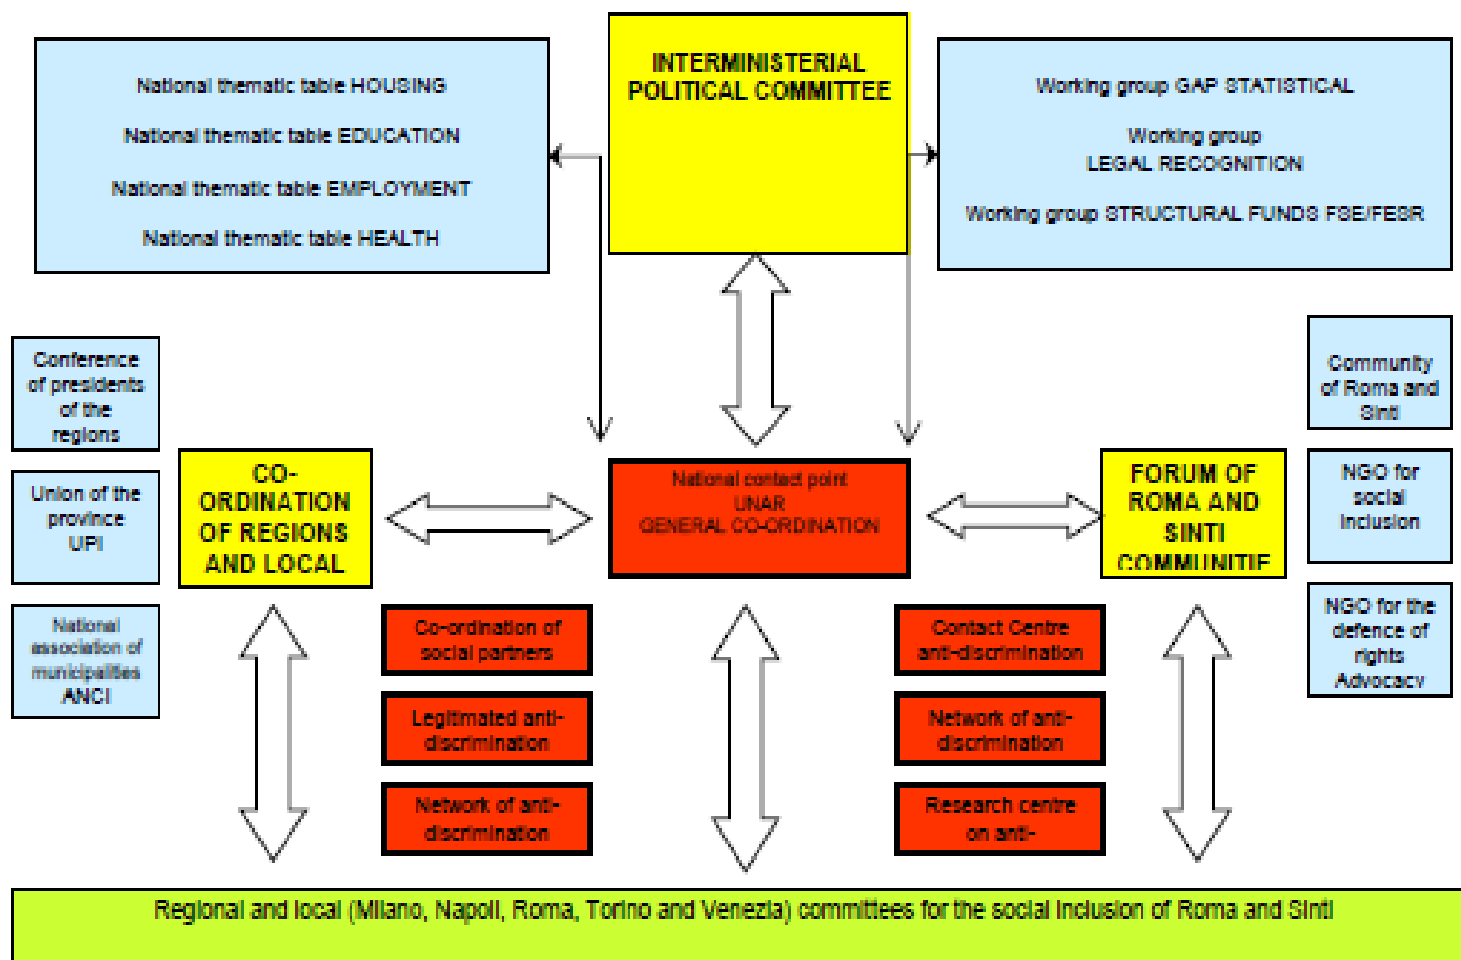 National thematic table HOUSING
National thematic table EDUCATION
National thematic table EMPLOYMENT
National thematic table HEALTH
INTERMINISTERIAL
POLITICAL COMMITTEE
Working group GAP STATISTICAL
Working group
LEGAL RECOGNITION
Working group STRUCTURAL FUNDS FSE/FESR
Conference
of presidents
of the
regions
Union of the
province
UPI
National
association of
municipalities
ANCI
CO-
ORDINATION
OF REGIONS
AND LOCAL
National contact point
UNAR
GENERAL CO-ORDINATION
FORUM OF
ROMA AND
SINTI
COMMUNITIE
Community
of Roma and
Sinti
NGO for
social
inclusion
NGO for the
defence of
rights
Advocacy
Co-ordination of
social partners
Legitimated anti-
discrimination
Network of anti-
discrimination
Contact Centre
anti-discrimination
Network of anti-
discrimination
Research centre
on anti-
Regional and local (Milano, Napoli, Roma, Torino and Venezia) committees for the social inclusion of Roma and Sinti